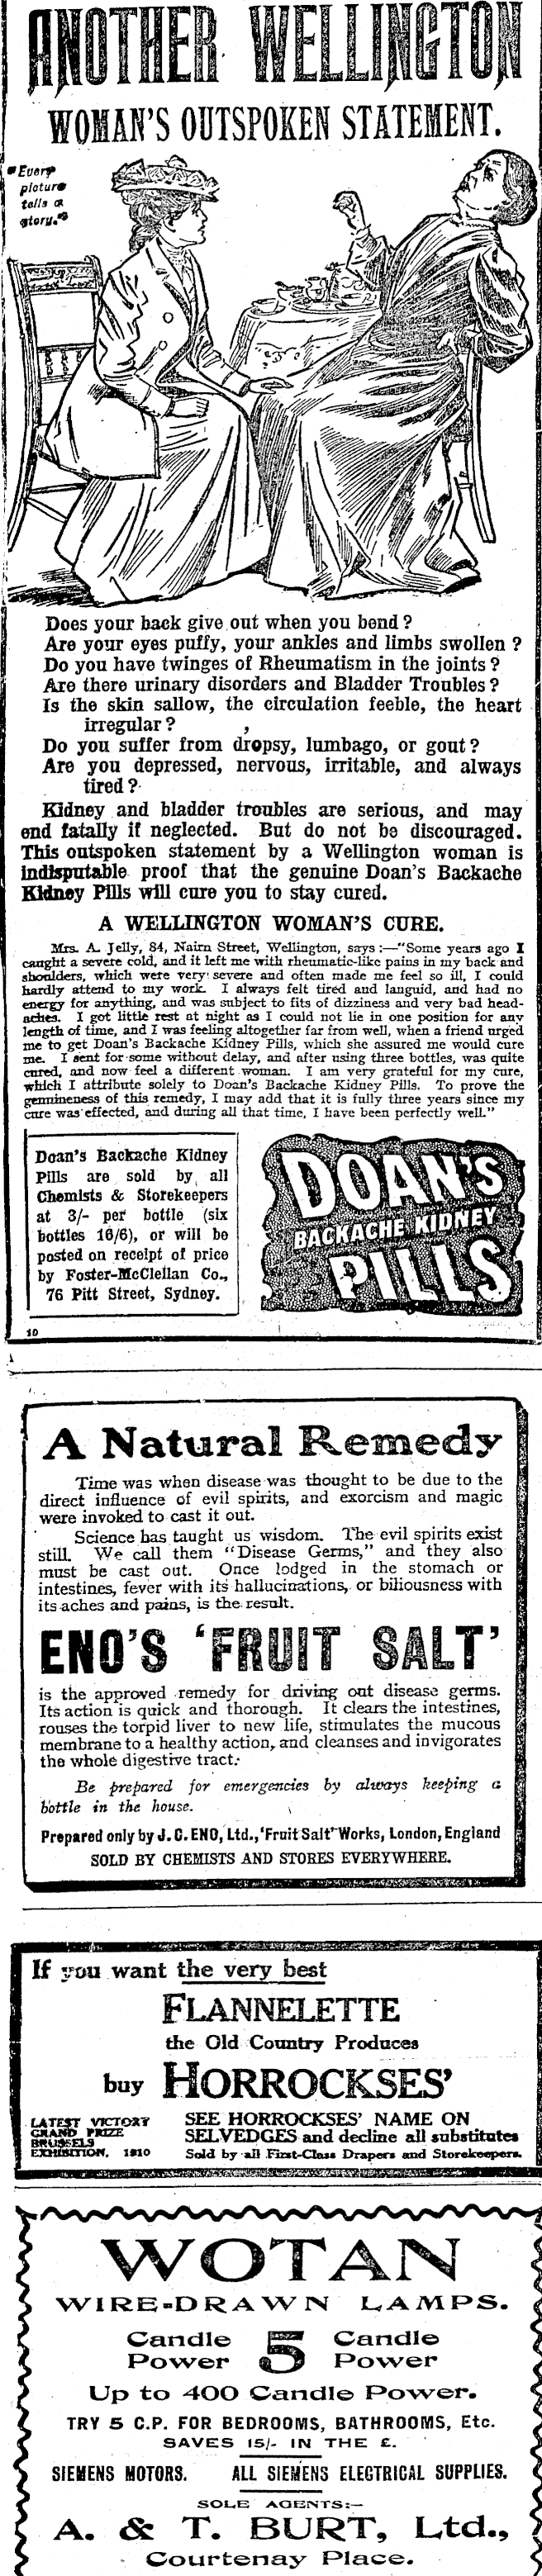 ANOTHER WELLINGTON
WOMAN'S OUTSPOKEN STATEMENT.
"Every
picture
tells a
story."
Does your back give out when you bend?
Are your eyes puffy, your ankles and limbs swollen?
Do you have twinges of Rheumatism in the joints?
Are there urinary disorders and Bladder Troubles?
Is the skin sallow, the circulation feeble, the heart
irregular?
Do you suffer from dropsy, lumbago, or gout?
Are you depressed, nervous, irritable, and always
tired?
Kidney and bladder troubles are serious, and may
end fatally if neglected. But do not be discouraged.
This outspoken statement by a Wellington woman is
indisputable proof that the genuine Doan's Backache
Kidney Pills will cure you to stay cured.
A WELLINGTON WOMAN'S CURE.
Mrs. A. Jelly, 84, Nairn Street, Wellington, says:—"Some years ago I
caught a severe cold, and it left me with rheumatic-like pains in my back and
shoulders, which were very severe and often made me feel so ill, I could
hardly attend to my work. I always felt tired and languid, and had no
energy for anything, and was subject to fits of dizziness and very bad head-
aches. I got little rest at night as I could not lie in one position for any
length of time, and I was feeling altogether far from well, when a friend urged
me to get Doan's Backache Kidney Pills, which she assured me would cure
me. I sent for some without delay, and after using three bottles, was quite
cured, and now feel a different woman. I am very grateful for my cure,
which I attribute solely to Doan's Backache Kidney Pills. To prove the
genuineness of this remedy, I may add that it is fully three years since my
cure was effected, and during all that time, I have been perfectly well."
Doan's Backache Kidney
Pills are sold by all
Chemists & Storekeepers
at 3/- per bottle (six
bottles 16/6), or will be
posted on receipt of price
by Foster-McClellan Co.,
76 Pitt Street, Sydney.
DOAN'S
BACKACHE KIDNEY
PILLS
10
A Natural Remedy
Time was when disease was thought to be due to the
direct influence of evil spirits, and exorcism and magic
were invoked to cast it out.
Science has taught us wisdom. The evil spirits exist
still. We call them "Disease Germs," and they also
must be cast out. Once lodged in the stomach or
intestines, fever with its hallucinations, or biliousness with
its aches and pains, is the result.
ENO'S 'FRUIT SALT'
is the approved remedy for driving out disease germs.
Its action is quick and thorough. It clears the intestines,
rouses the torpid liver to new life, stimulates the mucous
membrane to a healthy action, and cleanses and invigorates
the whole digestive tract.
Be prepared for emergencies by always keeping a
bottle in the house.
Prepared only by J. C. ENO, Ltd., 'Fruit Salt' Works, London, England
SOLD BY CHEMISTS AND STORES EVERYWHERE.
If you want the very best
FLANNELETTE
the Old Country Produces
buy HORROCKSES'
LATEST VICTORY
GRAND PRIZE
BRUSSELS
EXHIBITION, 1910
SEE HORROCKSES' NAME ON
SELVEDGES and decline all substitutes
Sold by all First-Class Drapers and Storekeepers.
WOTAN
WIRE-DRAWN LAMPS.
Candle 5 Candle
Power Power
Up to 400 Candle Power.
TRY 5 C.P. FOR BEDROOMS, BATHROOMS, Etc.
SAVES 15/- IN THE £.
SIEMENS MOTORS. ALL SIEMENS ELECTRICAL SUPPLIES.
SOLE AGENTS:—
A. & T. BURT, Ltd.,
Courtenay Place.